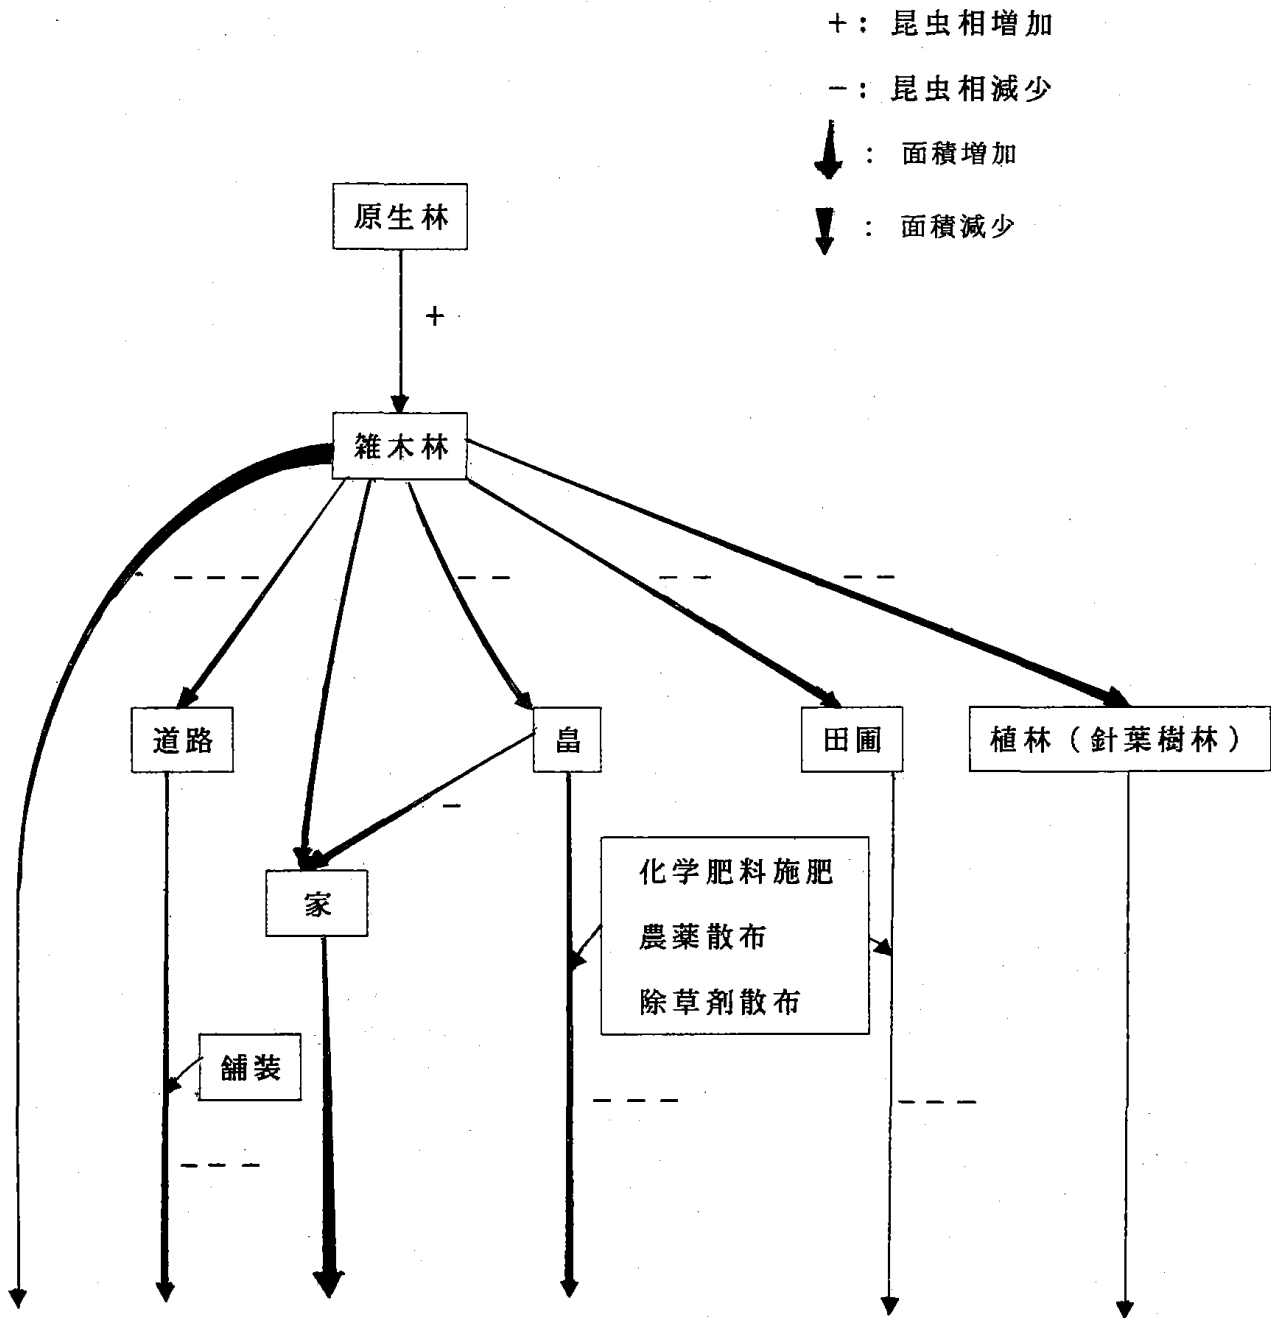 +： 昆虫相増加
−： 昆虫相減少
： 面積増加
： 面積減少
原生林
+
雑木林
− − −
− −
− −
− −
道路
畠
田圃
植林（針葉樹林）
−
家
化学肥料施肥
農薬散布
除草剤散布
舗装
− − −
− − −
− − −